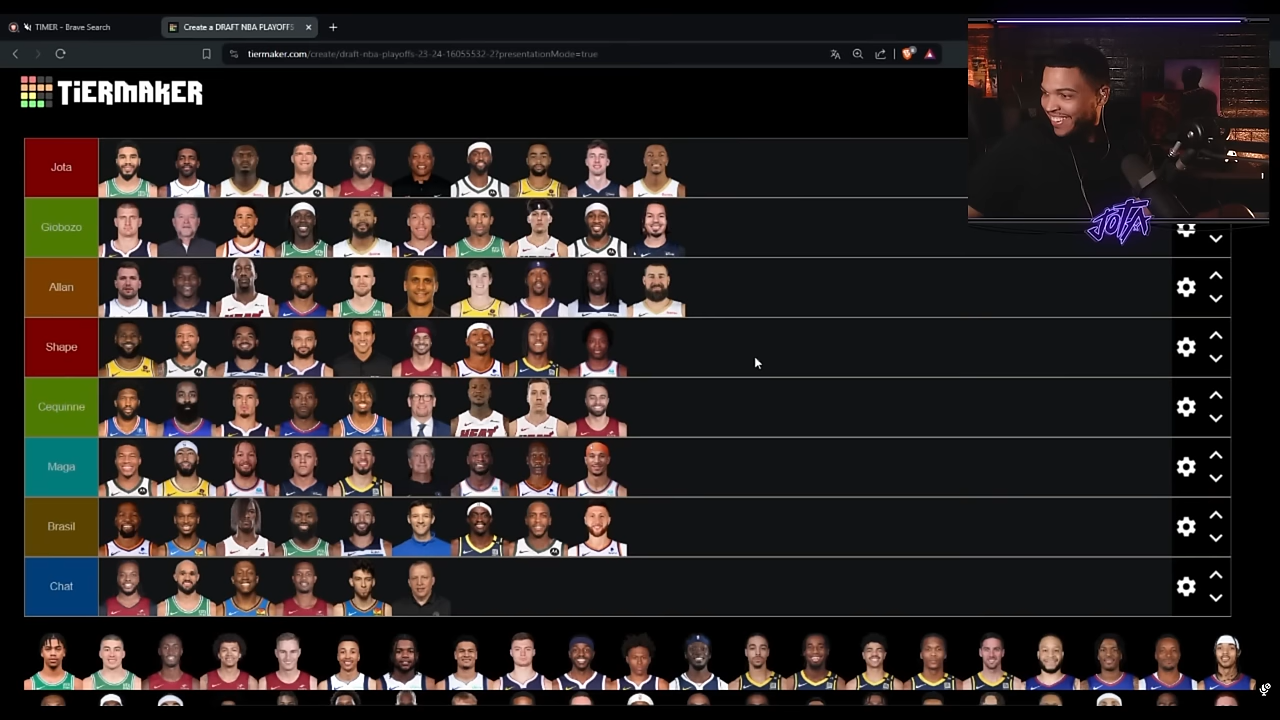 TIMER - Brave Search
Create a DRAFT NBA PLAYOFFS
tiermaker.com/create/draft-nba-playoffs-23-24-16055532-2?presentationMode=true
TiERMAKER
Jota
Giobozo
Allan
Shape
Cequinne
Maga
Brasil
Chat
JOTA